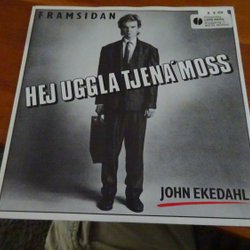 FRAMSIDAN
HEJ UGGLA TJENA´MOSS
JOHN EKEDAHL